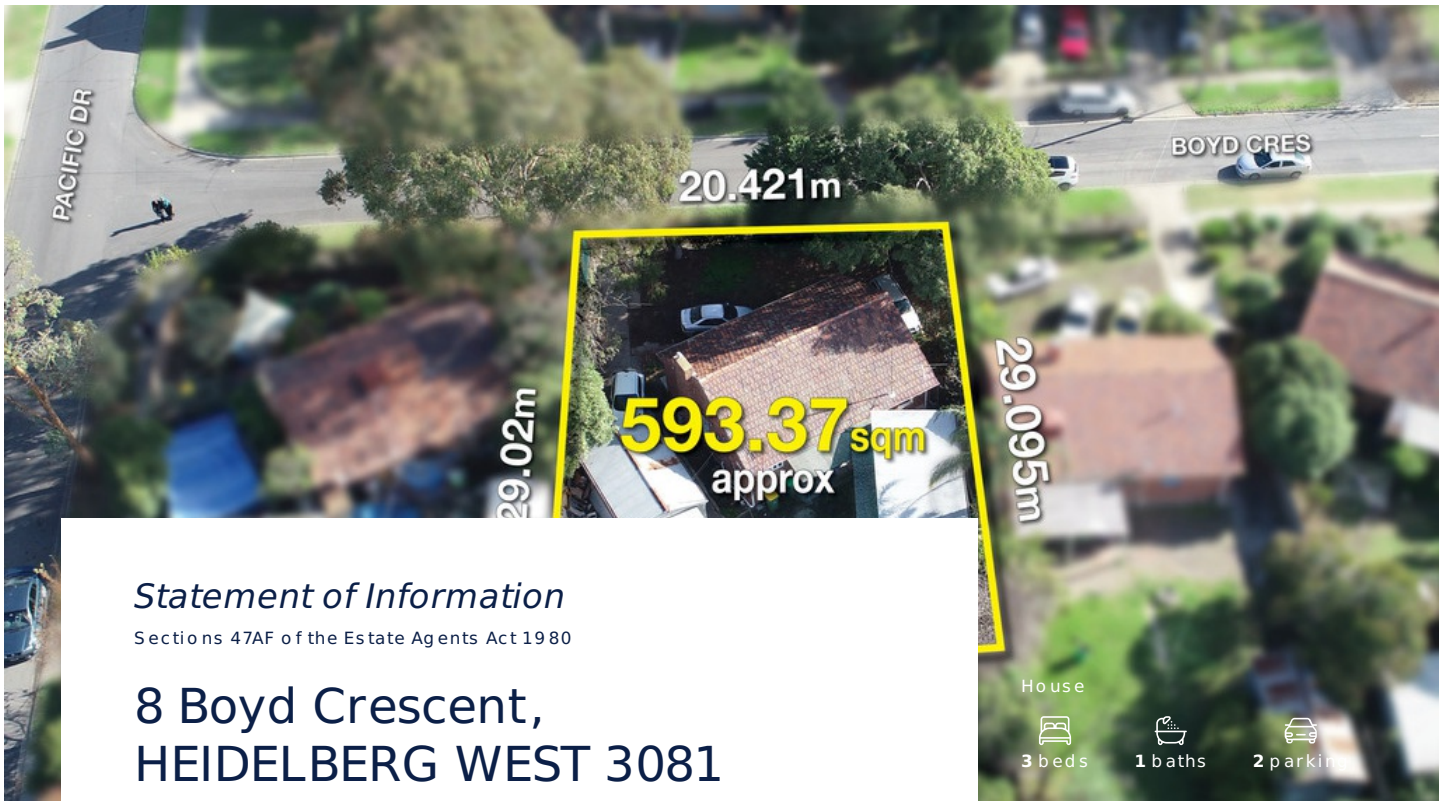 PACIFIC DR
BOYD CRES
20.421m
29.02m
29.095m
593.37sqm
approx
Statement of Information
Sections 47AF of the Estate Agents Act 1980
8 Boyd Crescent,
HEIDELBERG WEST 3081
House
3 beds 1 baths 2 parking